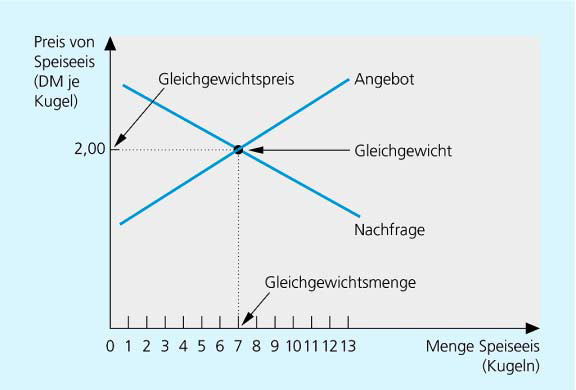 Preis von
Speiseeis
(DM je
Kugel)
Gleichgewichtspreis
Angebot
2,00
Gleichgewicht
Nachfrage
Gleichgewichtsmenge
0 1 2 3 4 5 6 7 8 9 10 11 12 13
Menge Speiseeis
(Kugeln)